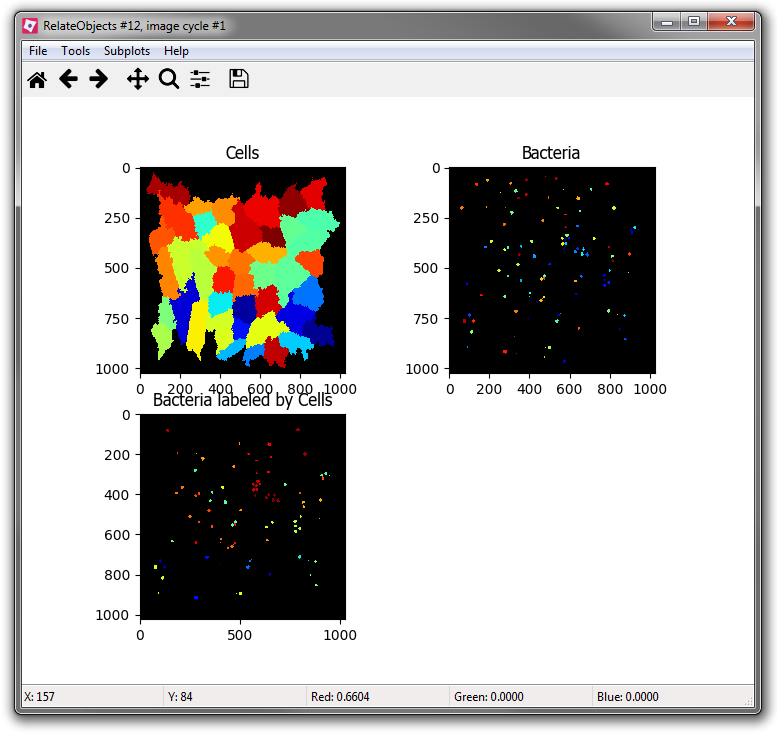 RelateObjects #12, image cycle #1
File Tools Subplots Help
Cells
0
250
500
750
1000
0 200 400 600 800 1000
Bacteria
0
250
500
750
1000
0 200 400 600 800 1000
Bacteria labeled by Cells
0
200
400
600
800
1000
0 500 1000
X: 157 Y: 84 Red: 0.6604 Green: 0.0000 Blue: 0.0000